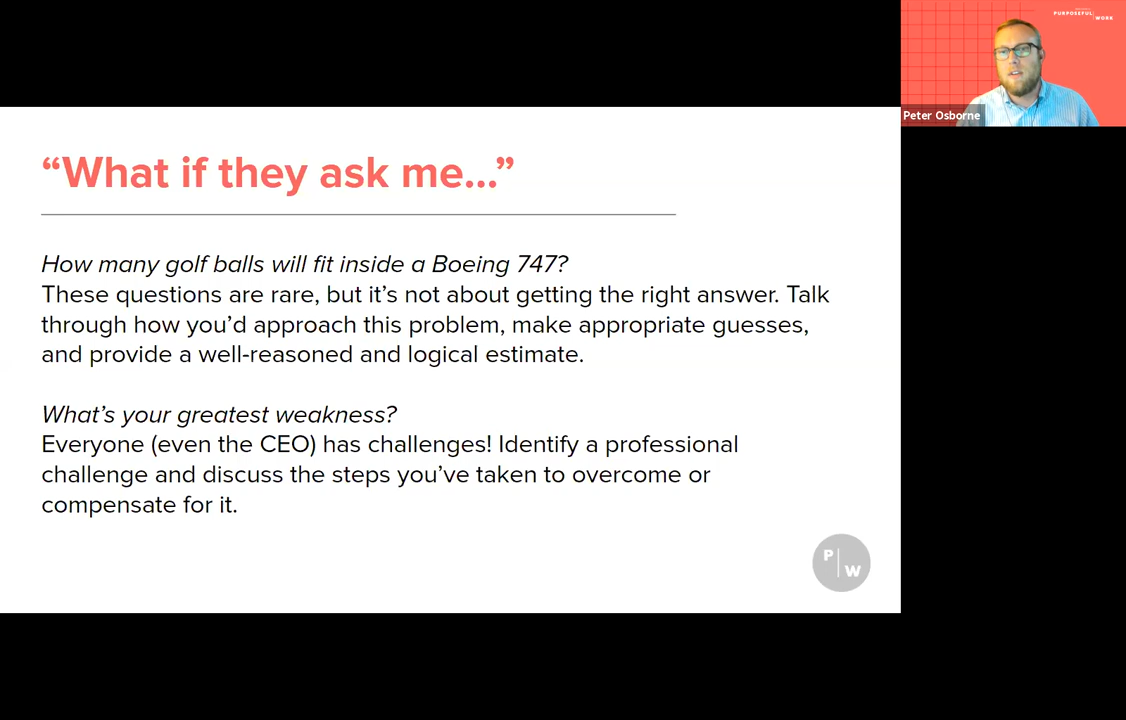 PURPOSEFUL
WORK
Peter Osborne
“What if they ask me...”
How many golf balls will fit inside a Boeing 747?
These questions are rare, but it’s not about getting the right answer. Talk
through how you’d approach this problem, make appropriate guesses,
and provide a well-reasoned and logical estimate.
What’s your greatest weakness?
Everyone (even the CEO) has challenges! Identify a professional
challenge and discuss the steps you’ve taken to overcome or
compensate for it.
P
W